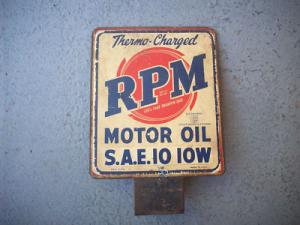 Thermo-Charged
RPM
MOTOR OIL
S.A.E. 10 10W